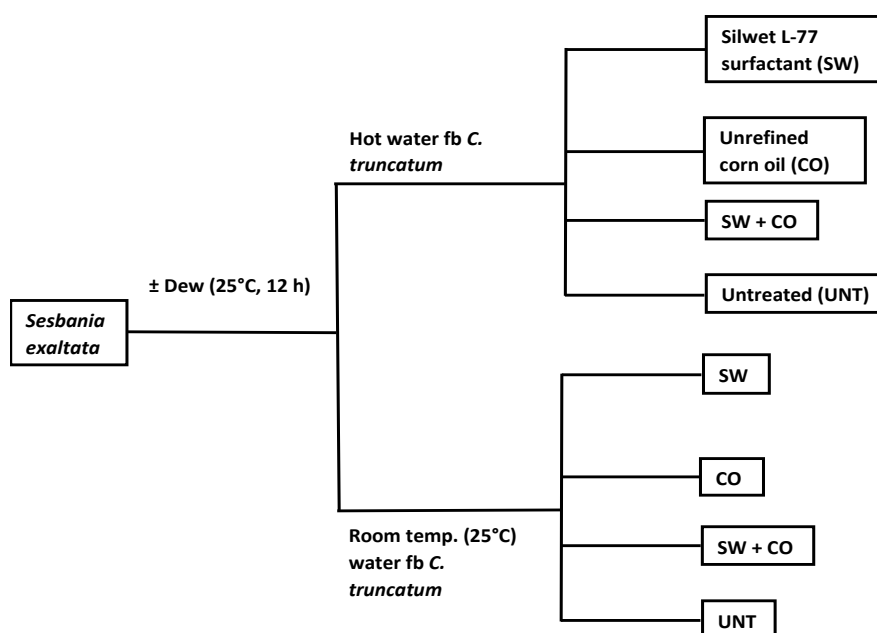 Silwet L-77
surfactant (SW)
Hot water fb C.
truncatum
Unrefined
corn oil (CO)
SW + CO
± Dew (25°C, 12 h)
Untreated (UNT)
Sesbania
exaltata
SW
CO
Room temp. (25°C)
water fb C.
truncatum
SW + CO
UNT